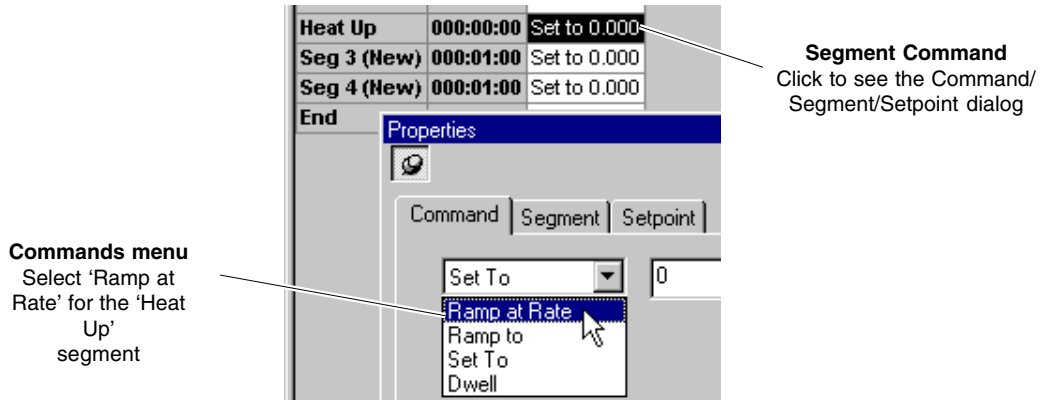 Heat Up 000:00:00 Set to 0.000
Seg 3 (New) 000:01:00 Set to 0.000
Seg 4 (New) 000:01:00 Set to 0.000
End
Segment Command
Click to see the Command/
Segment/Setpoint dialog
Properties
Command Segment Setpoint
Set To 0
Ramp at Rate
Ramp to
Set To
Dwell
Commands menu
Select ‘Ramp at
Rate’ for the ‘Heat
Up’
segment